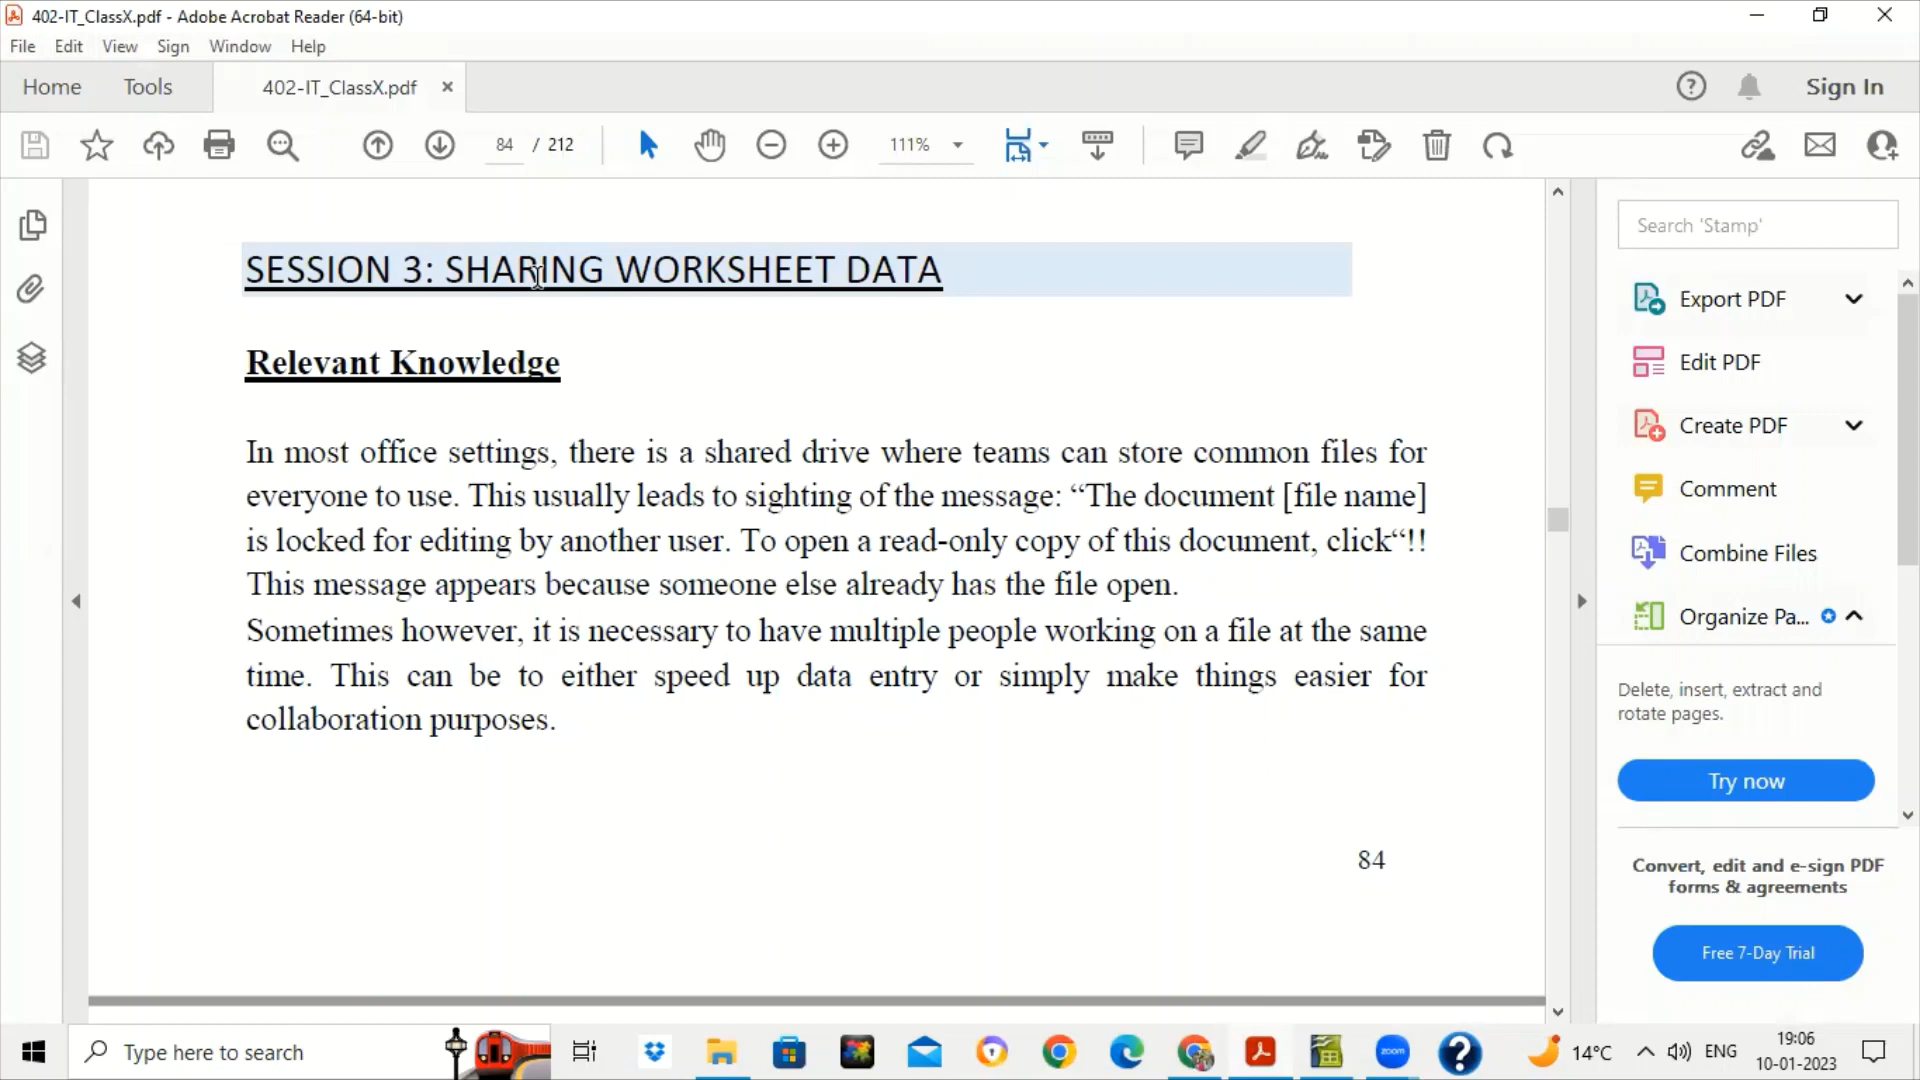 402-IT_ClassX.pdf - Adobe Acrobat Reader (64-bit)
File Edit View Sign Window Help
Home Tools 402-IT_ClassX.pdf × Sign In
84 / 212 111%
SESSION 3: SHARING WORKSHEET DATA
Relevant Knowledge
In most office settings, there is a shared drive where teams can store common files for
everyone to use. This usually leads to sighting of the message: “The document [file name]
is locked for editing by another user. To open a read-only copy of this document, click“!!
This message appears because someone else already has the file open.
Sometimes however, it is necessary to have multiple people working on a file at the same
time. This can be to either speed up data entry or simply make things easier for
collaboration purposes.
84
Search 'Stamp'
Export PDF
Edit PDF
Create PDF
Comment
Combine Files
Organize Pa...
Delete, insert, extract and
rotate pages.
Try now
Convert, edit and e-sign PDF
forms & agreements
Free 7-Day Trial
Type here to search
zoom
14°C
ENG
19:06
10-01-2023